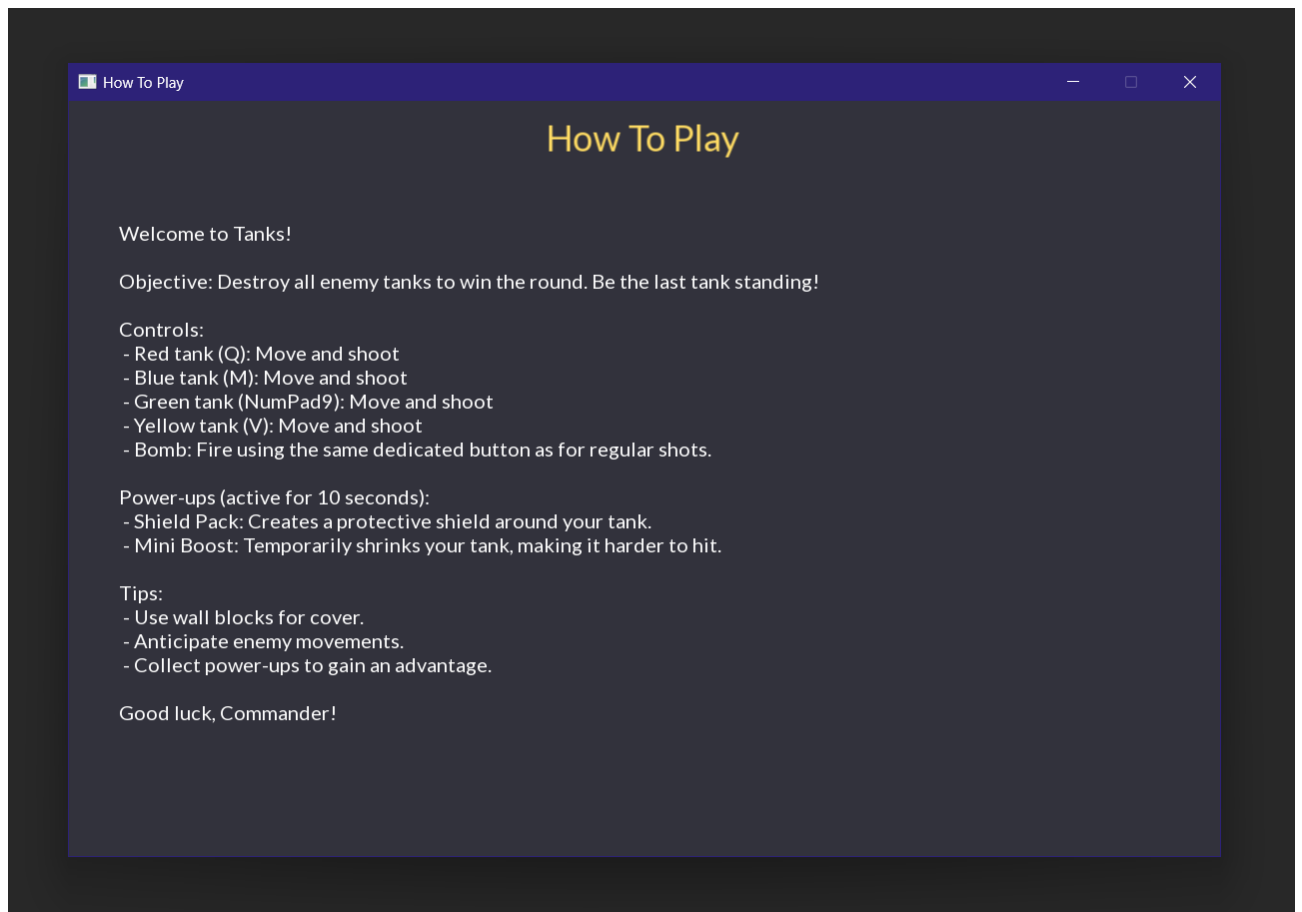 How To Play
How To Play
Welcome to Tanks!
Objective: Destroy all enemy tanks to win the round. Be the last tank standing!
Controls:
- Red tank (Q): Move and shoot
- Blue tank (M): Move and shoot
- Green tank (NumPad9): Move and shoot
- Yellow tank (V): Move and shoot
- Bomb: Fire using the same dedicated button as for regular shots.
Power-ups (active for 10 seconds):
- Shield Pack: Creates a protective shield around your tank.
- Mini Boost: Temporarily shrinks your tank, making it harder to hit.
Tips:
- Use wall blocks for cover.
- Anticipate enemy movements.
- Collect power-ups to gain an advantage.
Good luck, Commander!